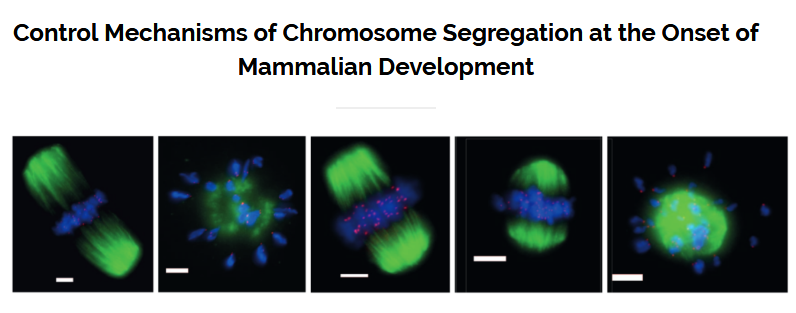 Control Mechanisms of Chromosome Segregation at the Onset of
Mammalian Development